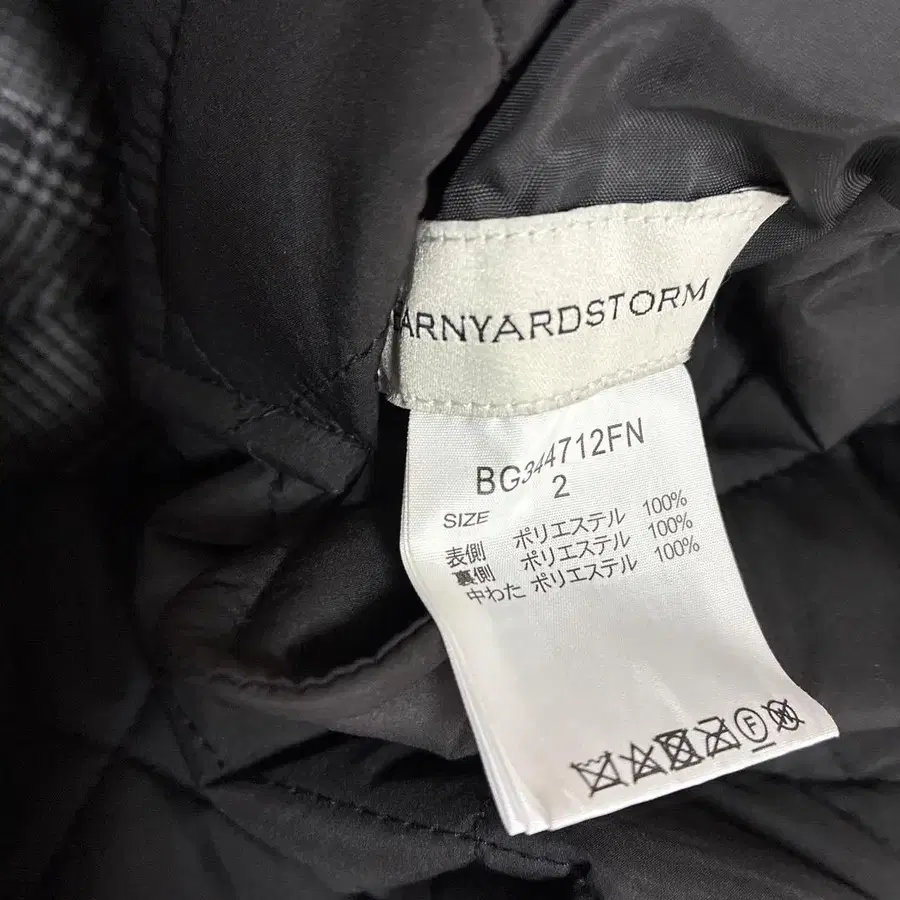 ARNYARDSTORM
BG344712FN
SIZE 2
表側 ポリエステル 100%
裏側 ポリエステル 100%
中わた ポリエステル 100%
F